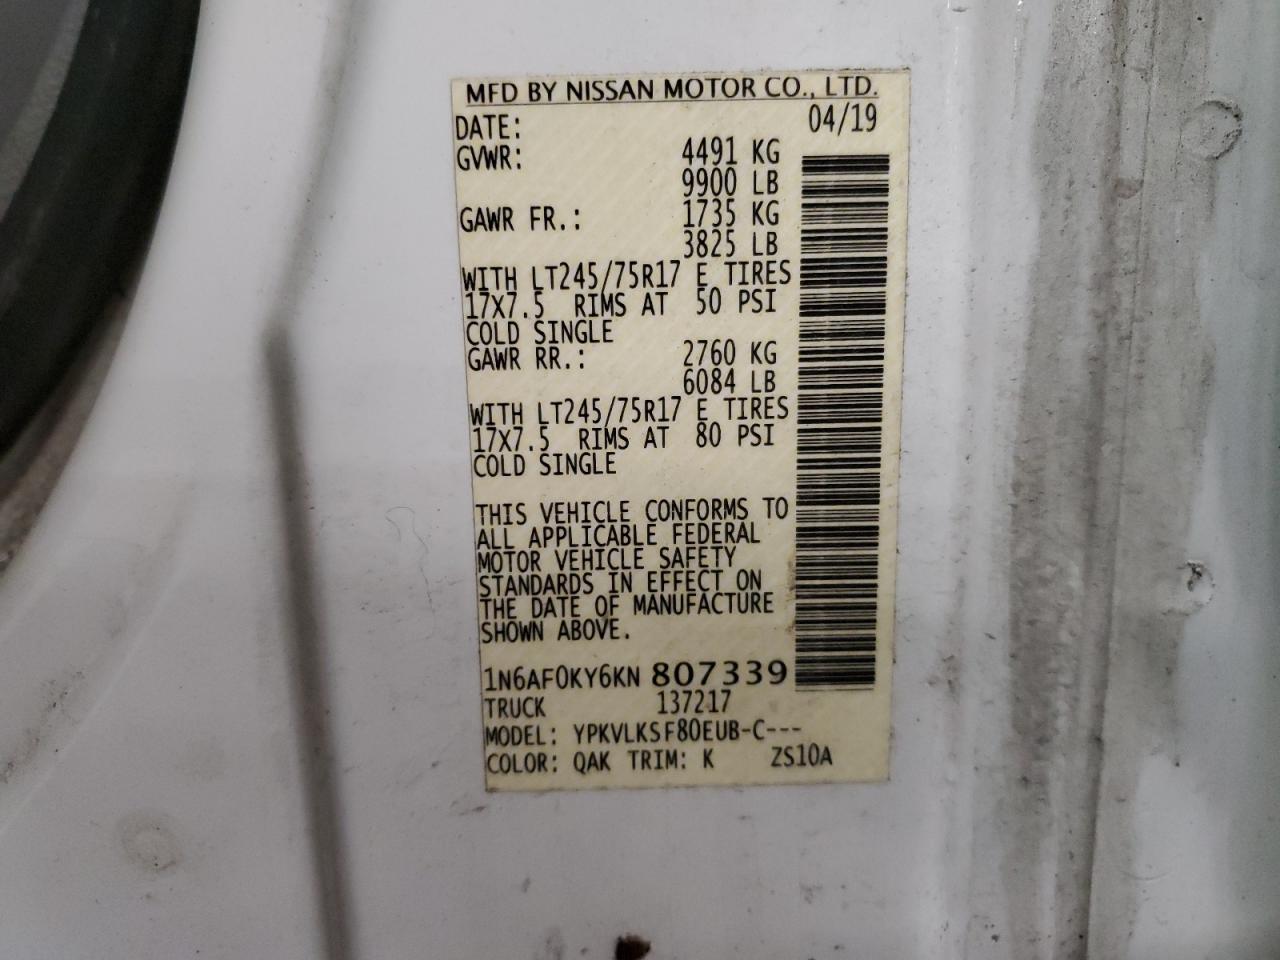 MFD BY NISSAN MOTOR CO., LTD.
DATE: 04/19
GVWR: 4491 KG
9900 LB
GAWR FR.: 1735 KG
3825 LB
WITH LT245/75R17 E TIRES
17X7.5 RIMS AT 50 PSI
COLD SINGLE
GAWR RR.: 2760 KG
6084 LB
WITH LT245/75R17 E TIRES
17X7.5 RIMS AT 80 PSI
COLD SINGLE
THIS VEHICLE CONFORMS TO
ALL APPLICABLE FEDERAL
MOTOR VEHICLE SAFETY
STANDARDS IN EFFECT ON
THE DATE OF MANUFACTURE
SHOWN ABOVE.
1N6AF0KY6KN 807339
TRUCK 137217
MODEL: YPKVLKSF80EUB-C---
COLOR: QAK TRIM: K ZS10A